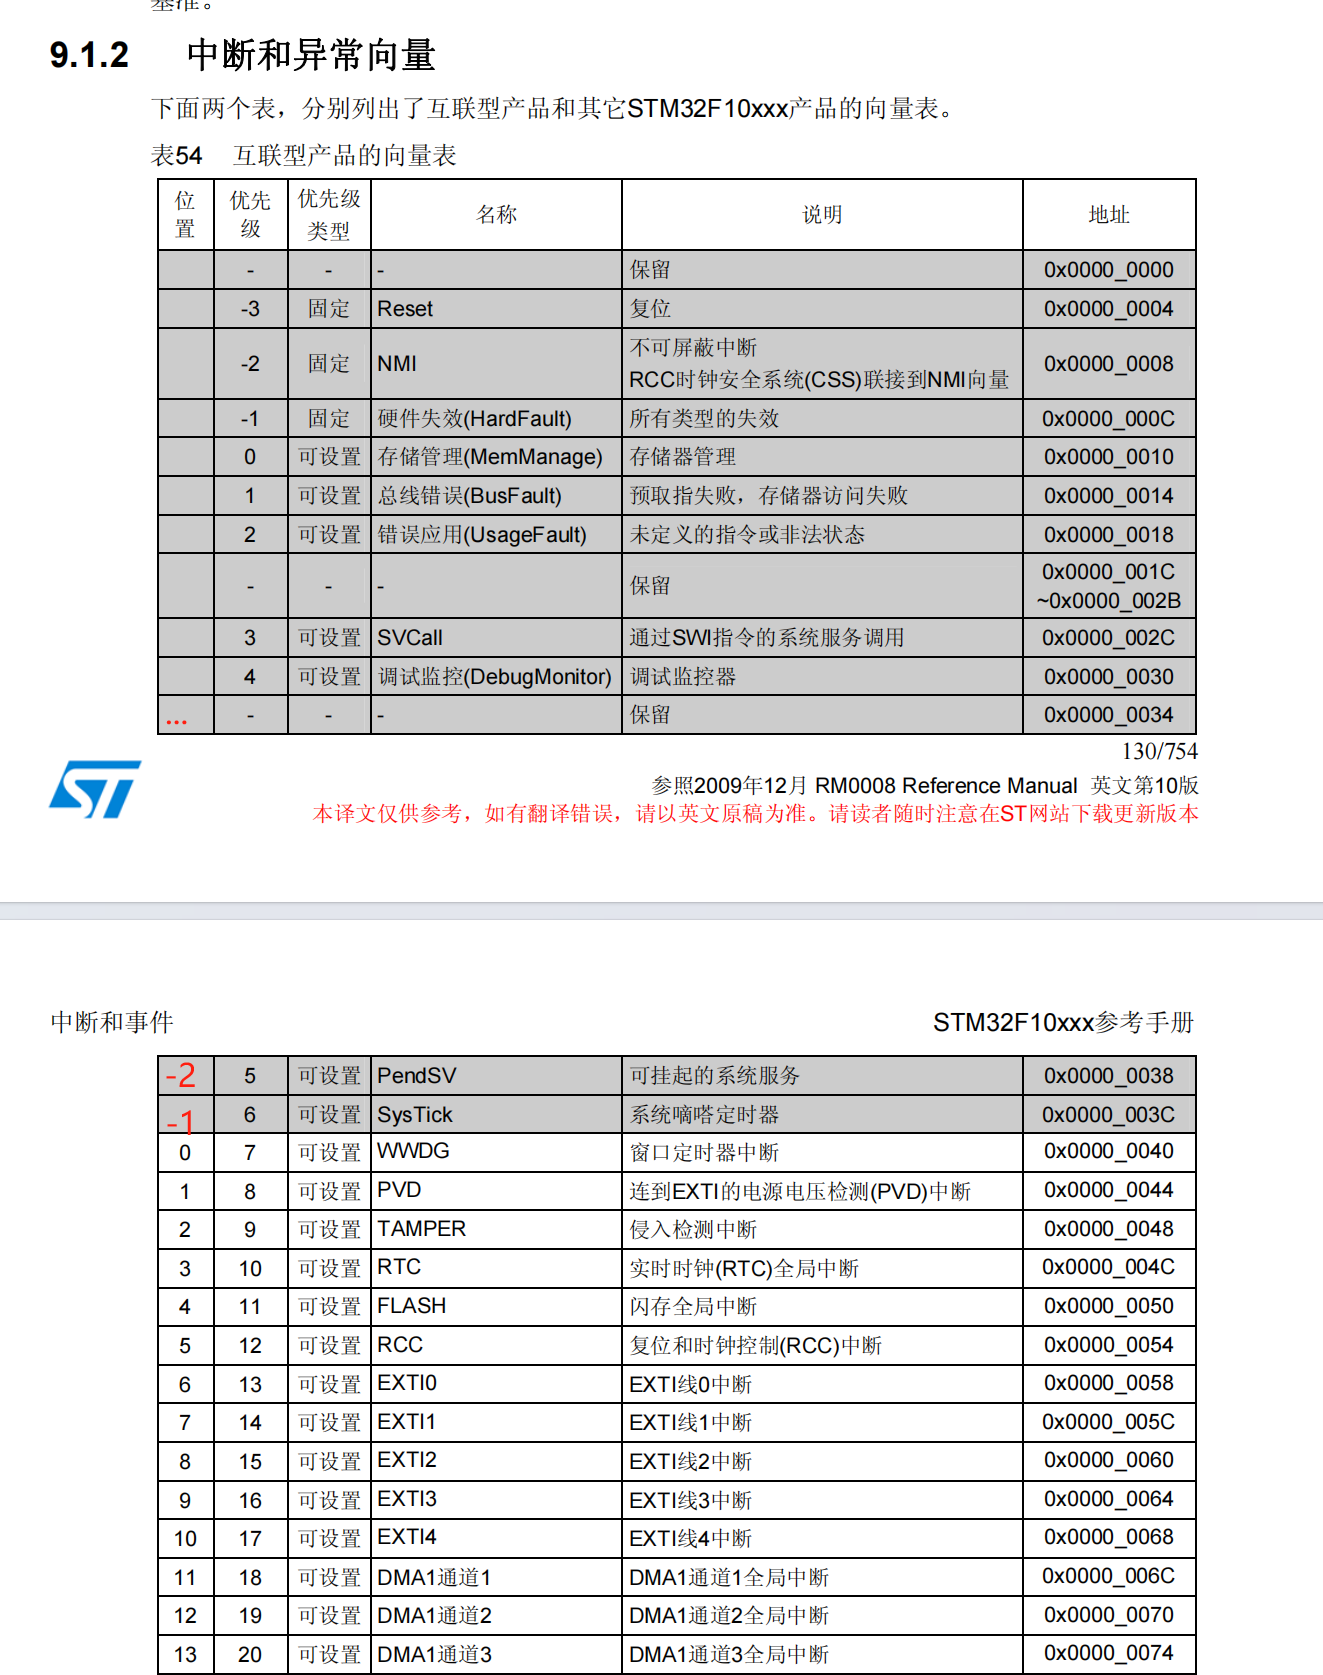 基准。
9.1.2 中断和异常向量
下面两个表，分别列出了互联型产品和其它STM32F10xxx产品的向量表。
表54 互联型产品的向量表
位置 优先级 优先级类型 名称 说明 地址
- - - 保留 0x0000_0000
-3 固定 Reset 复位 0x0000_0004
-2 固定 NMI 不可屏蔽中断 RCC时钟安全系统(CSS)联接到NMI向量 0x0000_0008
-1 固定 硬件失效(HardFault) 所有类型的失效 0x0000_000C
0 可设置 存储管理(MemManage) 存储器管理 0x0000_0010
1 可设置 总线错误(BusFault) 预取指失败，存储器访问失败 0x0000_0014
2 可设置 错误应用(UsageFault) 未定义的指令或非法状态 0x0000_0018
- - - 保留 0x0000_001C ~0x0000_002B
3 可设置 SVCall 通过SWI指令的系统服务调用 0x0000_002C
4 可设置 调试监控(DebugMonitor) 调试监控器 0x0000_0030
... - - - 保留 0x0000_0034
130/754
ST
参照2009年12月 RM0008 Reference Manual 英文第10版
本译文仅供参考，如有翻译错误，请以英文原稿为准。请读者随时注意在ST网站下载更新版本
中断和事件 STM32F10xxx参考手册
-2 5 可设置 PendSV 可挂起的系统服务 0x0000_0038
-1 6 可设置 SysTick 系统嘀嗒定时器 0x0000_003C
0 7 可设置 WWDG 窗口定时器中断 0x0000_0040
1 8 可设置 PVD 连到EXTI的电源电压检测(PVD)中断 0x0000_0044
2 9 可设置 TAMPER 侵入检测中断 0x0000_0048
3 10 可设置 RTC 实时时钟(RTC)全局中断 0x0000_004C
4 11 可设置 FLASH 闪存全局中断 0x0000_0050
5 12 可设置 RCC 复位和时钟控制(RCC)中断 0x0000_0054
6 13 可设置 EXTI0 EXTI线0中断 0x0000_0058
7 14 可设置 EXTI1 EXTI线1中断 0x0000_005C
8 15 可设置 EXTI2 EXTI线2中断 0x0000_0060
9 16 可设置 EXTI3 EXTI线3中断 0x0000_0064
10 17 可设置 EXTI4 EXTI线4中断 0x0000_0068
11 18 可设置 DMA1通道1 DMA1通道1全局中断 0x0000_006C
12 19 可设置 DMA1通道2 DMA1通道2全局中断 0x0000_0070
13 20 可设置 DMA1通道3 DMA1通道3全局中断 0x0000_0074